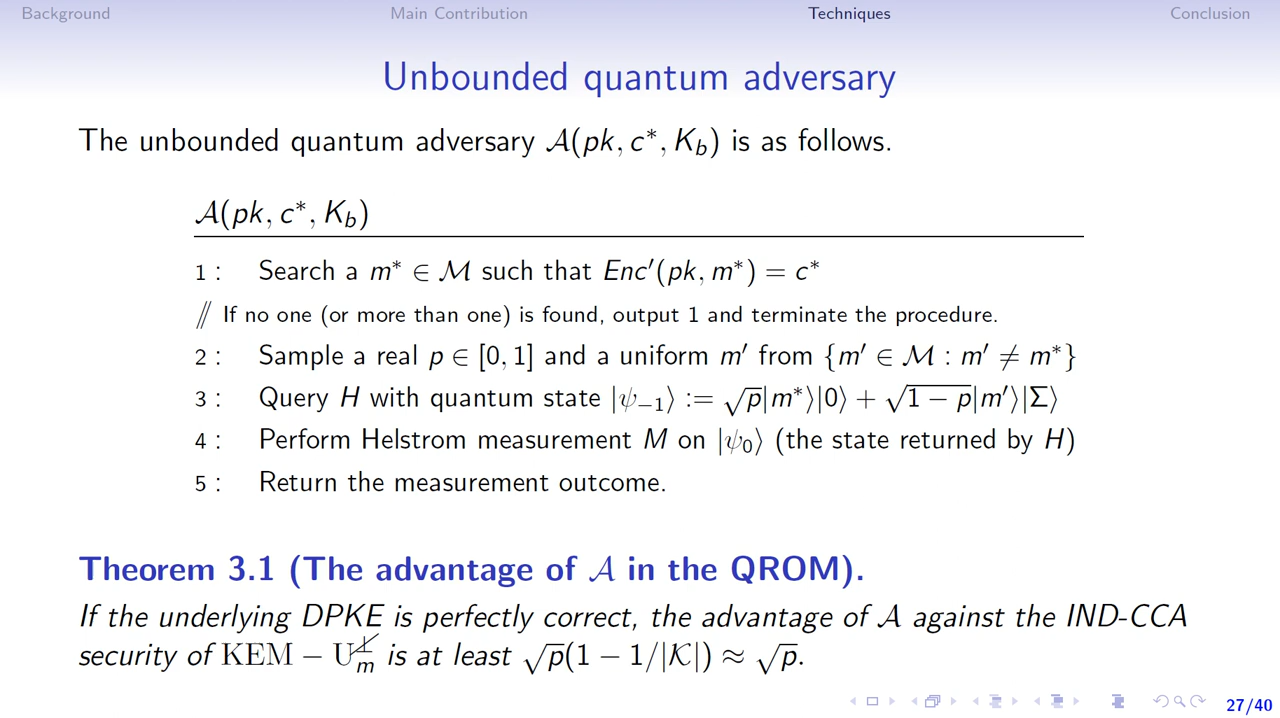 Background Main Contribution Techniques Conclusion
Unbounded quantum adversary
The unbounded quantum adversary 𝒜(pk, c*, K_b) is as follows.
𝒜(pk, c*, K_b)
1 : Search a m* ∈ ℳ such that Enc′(pk, m*) = c*
// If no one (or more than one) is found, output 1 and terminate the procedure.
2 : Sample a real p ∈ [0, 1] and a uniform m′ from {m′ ∈ ℳ : m′ ≠ m*}
3 : Query H with quantum state |ψ₋₁⟩ := √p|m*⟩|0⟩ + √(1 − p)|m′⟩|Σ⟩
4 : Perform Helstrom measurement M on |ψ₀⟩ (the state returned by H)
5 : Return the measurement outcome.
Theorem 3.1 (The advantage of 𝒜 in the QROM).
If the underlying DPKE is perfectly correct, the advantage of 𝒜 against the IND-CCA
security of KEM − U_m^⊥̸ is at least √p(1 − 1/|𝒦|) ≈ √p.
27/40